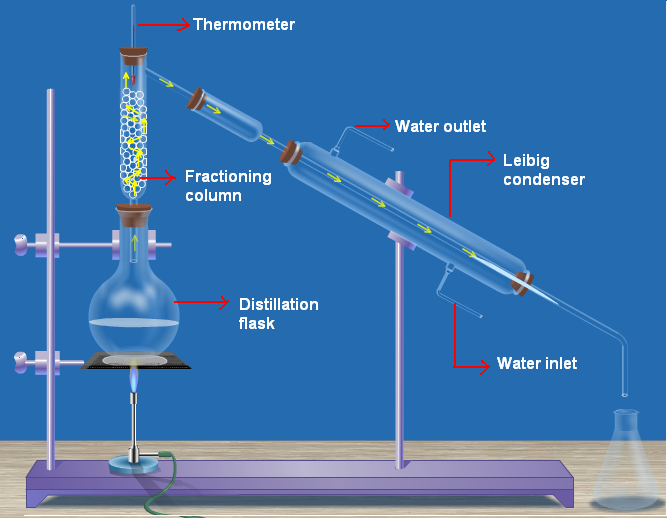 Thermometer
Water outlet
Leibig
condenser
Fractioning
column
Distillation
flask
Water inlet